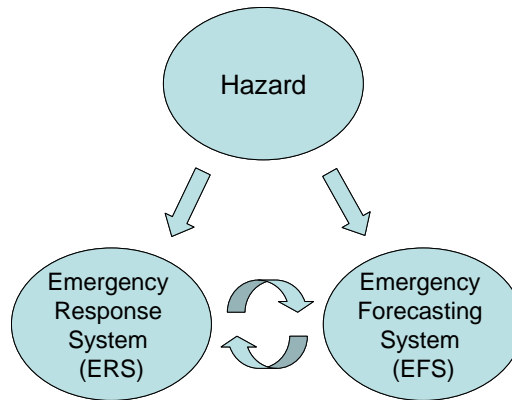 Hazard
Emergency
Response
System
(ERS)
Emergency
Forecasting
System
(EFS)